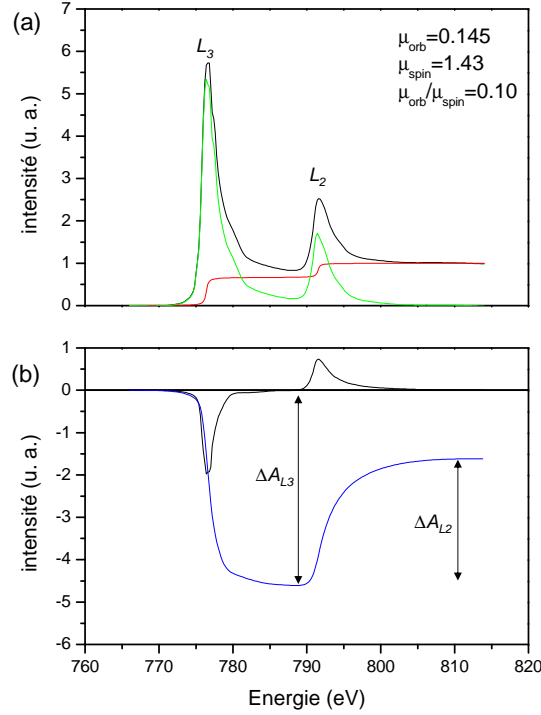 (a)
μorb=0.145
μspin=1.43
μorb/μspin=0.10
L3
L2
7
6
5
4
3
2
1
0
intensité (u. a.)
(b)
1
0
-1
-2
-3
-4
-5
-6
intensité (u. a.)
ΔAL3
ΔAL2
760 770 780 790 800 810 820
Energie (eV)